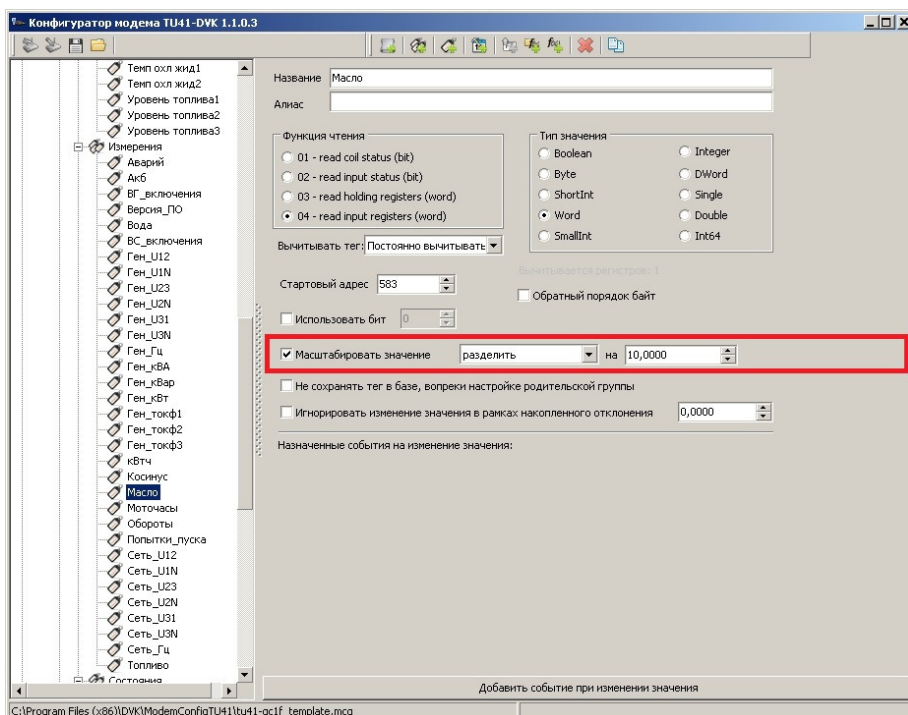 Конфигуратор модема TU41-DVK 1.1.0.3
Темп охл жид1
Темп охл жид2
Уровень топлива1
Уровень топлива2
Уровень топлива3
Измерения
Аварий
Акб
ВГ_включения
Версия_ПО
Вода
ВС_включения
Ген_U12
Ген_U1N
Ген_U23
Ген_U2N
Ген_U31
Ген_U3N
Ген_Гц
Ген_кВА
Ген_кВар
Ген_кВт
Ген_токф1
Ген_токф2
Ген_токф3
кВтч
Косинус
Масло
Моточасы
Обороты
Попытки_пуска
Сеть_U12
Сеть_U1N
Сеть_U23
Сеть_U2N
Сеть_U31
Сеть_U3N
Сеть_Гц
Топливо
Состояния
Название Масло
Алиас
Функция чтения
01 - read coil status (bit)
02 - read input status (bit)
03 - read holding registers (word)
04 - read input registers (word)
Тип значения
Boolean
Byte
ShortInt
Word
SmallInt
Integer
DWord
Single
Double
Int64
Вычитывать тег: Постоянно вычитывать
Вычитывается регистров: 1
Стартовый адрес 583
Обратный порядок байт
Использовать бит 0
Масштабировать значение разделить на 10,0000
Не сохранять тег в базе, вопреки настройке родительской группы
Игнорировать изменение значения в рамках накопленного отклонения 0,0000
Назначенные события на изменение значения:
Добавить событие при изменении значения
C:\Program Files (x86)\DVK\ModemConfigTU41\tu41-gc1f_template.mcg